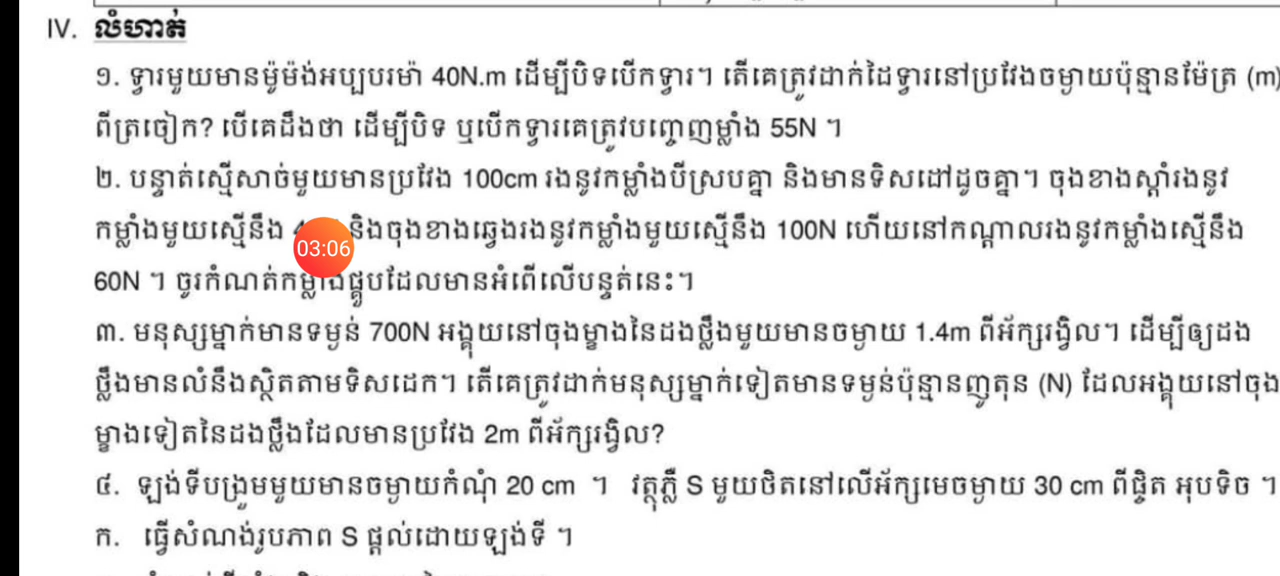 IV. លំហាត់
១. ទ្វារមួយមានម៉ូម៉ង់អប្បបរមា 40N.m ដើម្បីបិទបើកទ្វារ។ តើគេត្រូវដាក់ដៃទ្វារនៅប្រវែងចម្ងាយប៉ុន្មានម៉ែត្រ (m)
ពីត្រចៀក? បើគេដឹងថា ដើម្បីបិទ ឬបើកទ្វារគេត្រូវបញ្ចេញម្លាំង 55N ។
២. បន្ទាត់ស្មើសាច់មួយមានប្រវែង 100cm រងនូវកម្លាំងបីស្របគ្នា និងមានទិសដៅដូចគ្នា។ ចុងខាងស្តាំរងនូវ
កម្លាំងមួយស្មើនឹង និងចុងខាងឆ្វេងរងនូវកម្លាំងមួយស្មើនឹង 100N ហើយនៅកណ្តាលរងនូវកម្លាំងស្មើនឹង
03:06
60N ។ ចូរកំណត់កម្លាំងផ្គួបដែលមានអំពើលើបន្ទត់នេះ។
៣. មនុស្សម្នាក់មានទម្ងន់ 700N អង្គុយនៅចុងម្ខាងនៃដងថ្លឹងមួយមានចម្ងាយ 1.4m ពីអ័ក្សរង្វិល។ ដើម្បីឲ្យដង
ថ្លឹងមានលំនឹងស្ថិតតាមទិសដេក។ តើគេត្រូវដាក់មនុស្សម្នាក់ទៀតមានទម្ងន់ប៉ុន្មានញូតុន (N) ដែលអង្គុយនៅចុង
ម្ខាងទៀតនៃដងថ្លឹងដែលមានប្រវែង 2m ពីអ័ក្សរង្វិល?
៤. ឡង់ទីបង្រួមមួយមានចម្ងាយកំណុំ 20 cm ។ វត្ថុភ្លឺ S មួយថិតនៅលើអ័ក្សមេចម្ងាយ 30 cm ពីផ្ចិត អុបទិច ។
ក. ធ្វើសំណង់រូបភាព S ផ្តល់ដោយឡង់ទី ។